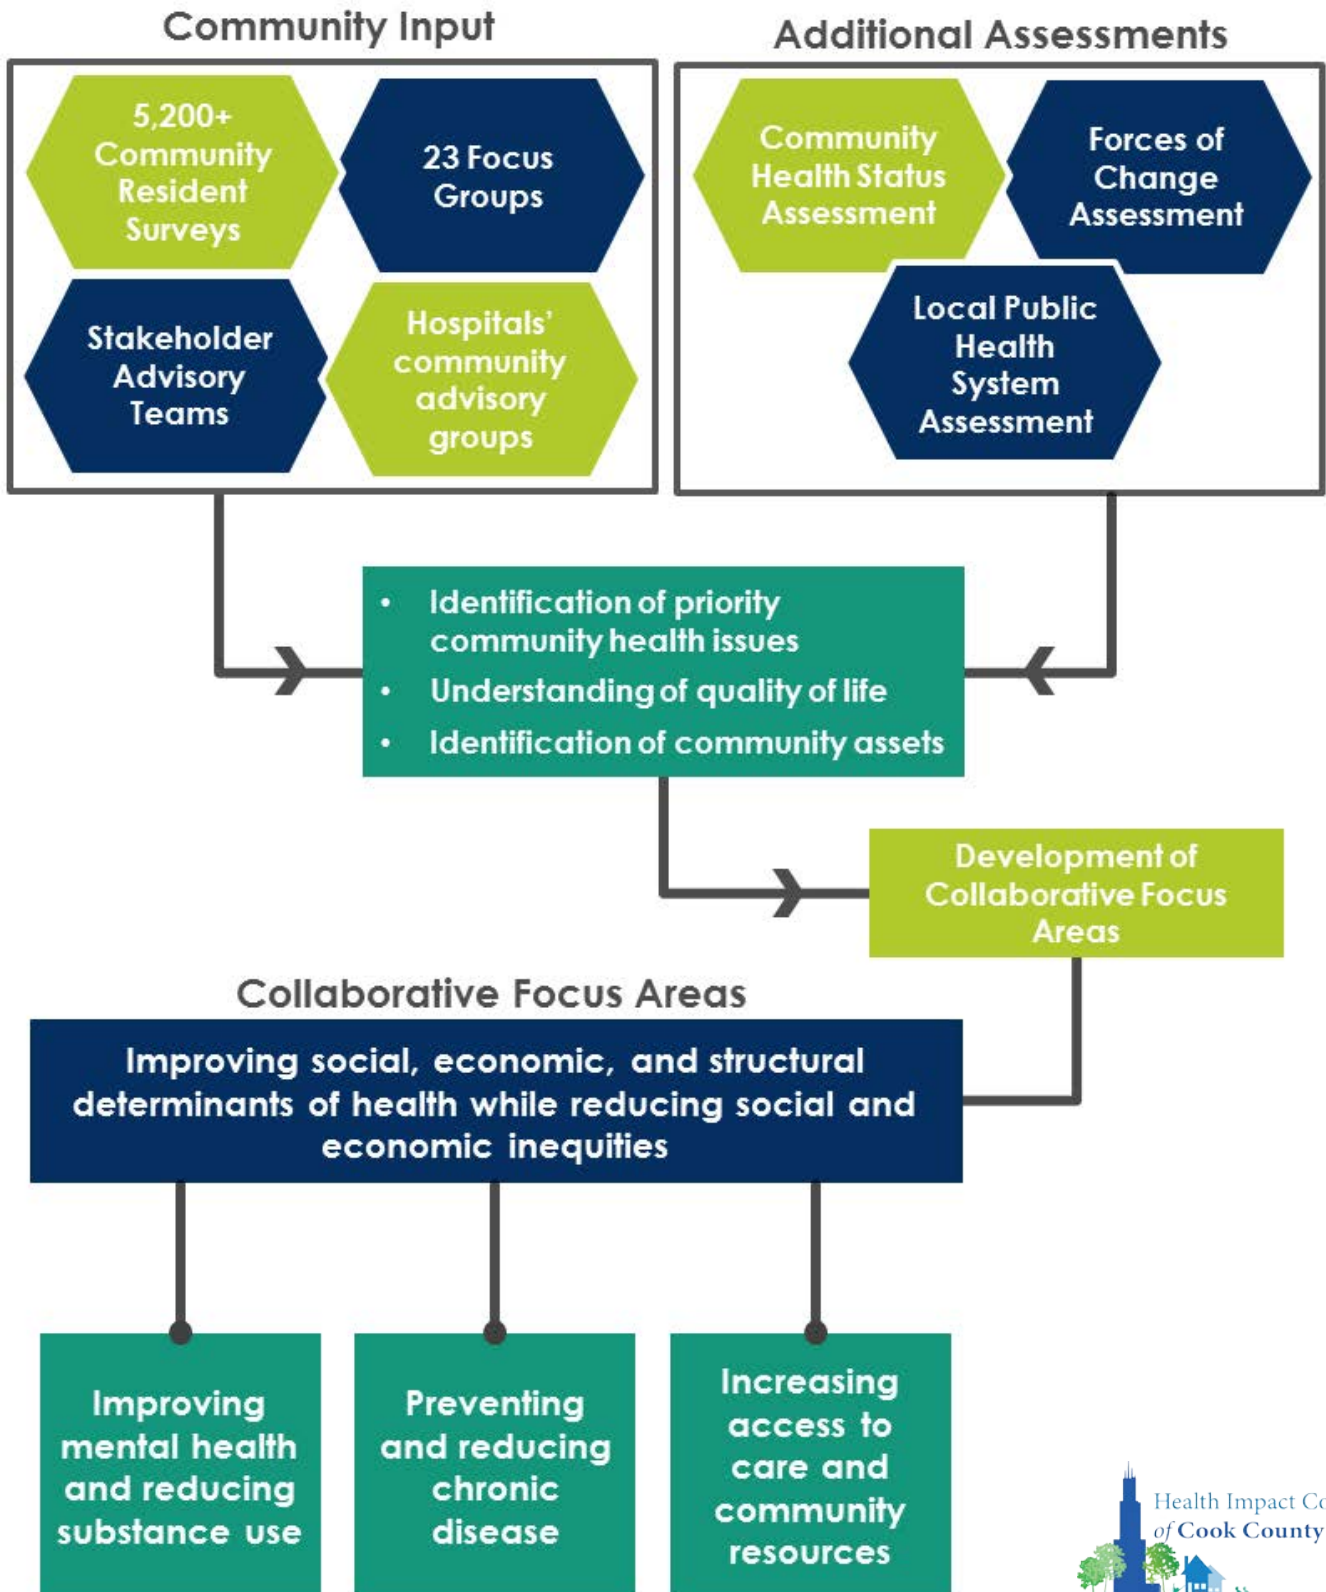 Community Input
5,200+
Community
Resident
Surveys
23 Focus
Groups
Stakeholder
Advisory
Teams
Hospitals'
community
advisory
groups
Additional Assessments
Community
Health Status
Assessment
Forces of
Change
Assessment
Local Public
Health
System
Assessment
• Identification of priority
community health issues
• Understanding of quality of life
• Identification of community assets
Development of
Collaborative Focus
Areas
Collaborative Focus Areas
Improving social, economic, and structural
determinants of health while reducing social and
economic inequities
Improving
mental health
and reducing
substance use
Preventing
and reducing
chronic
disease
Increasing
access to
care and
community
resources
Health Impact
of Cook County